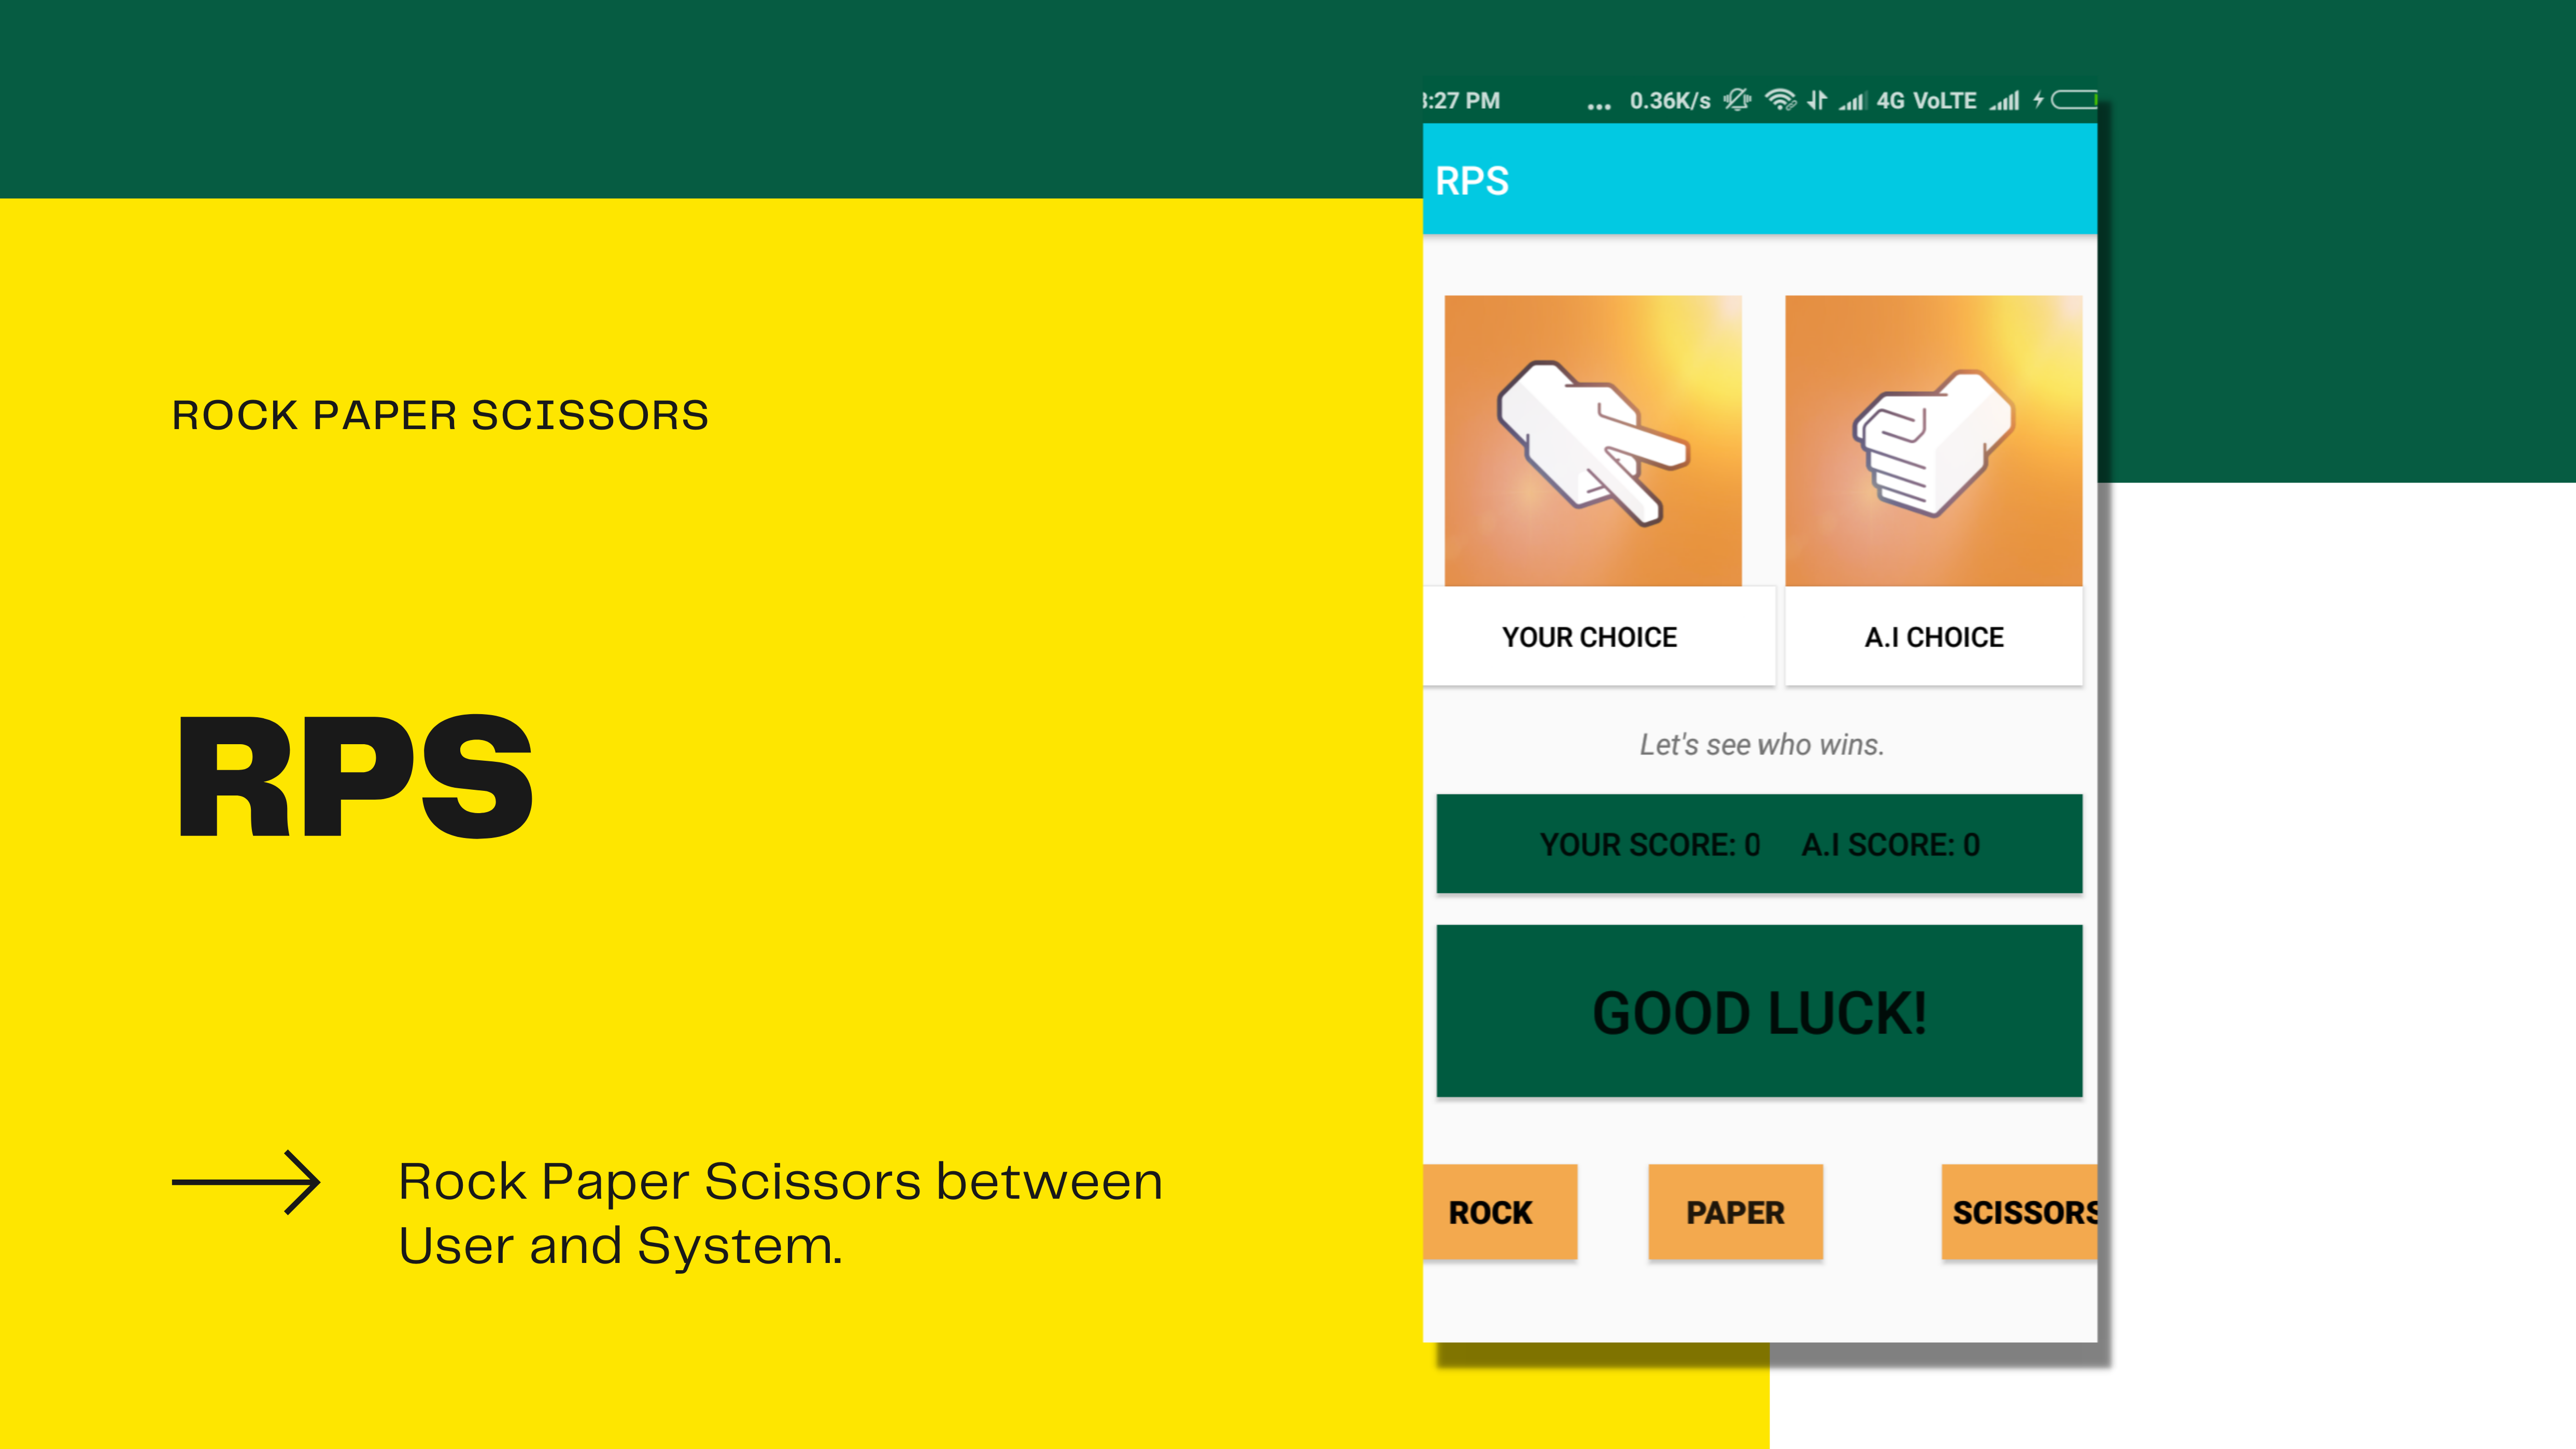 ROCK PAPER SCISSORS
RPS
Rock Paper Scissors between
User and System.
:27 PM ... 0.36K/s 4G VoLTE
RPS
YOUR CHOICE A.I CHOICE
Let's see who wins.
YOUR SCORE: 0 A.I SCORE: 0
GOOD LUCK!
ROCK PAPER SCISSORS